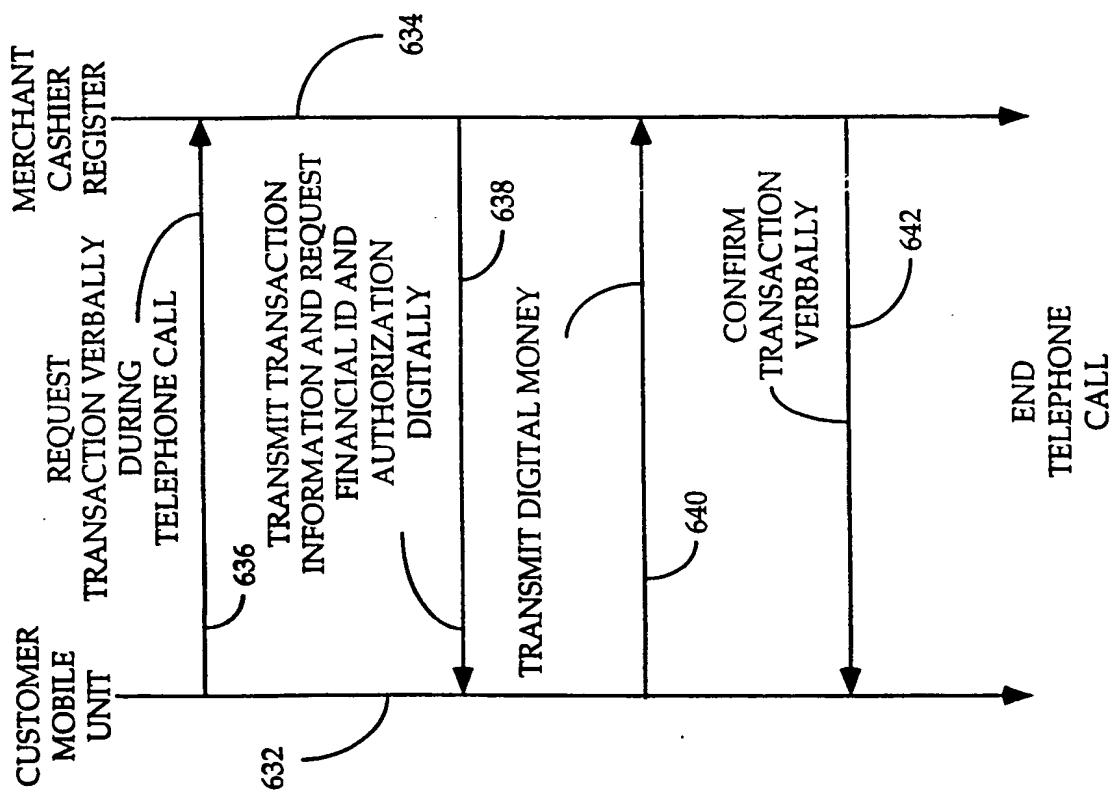 CUSTOMER
MOBILE
UNIT
MERCHANT
CASHIER
REGISTER
REQUEST
TRANSACTION VERBALLY
DURING
TELEPHONE CALL
636
634
TRANSMIT TRANSACTION
INFORMATION AND REQUEST
FINANCIAL ID AND
AUTHORIZATION
DIGITALLY
632
638
TRANSMIT DIGITAL MONEY
640
CONFIRM
TRANSACTION
VERBALLY
642
END
TELEPHONE
CALL